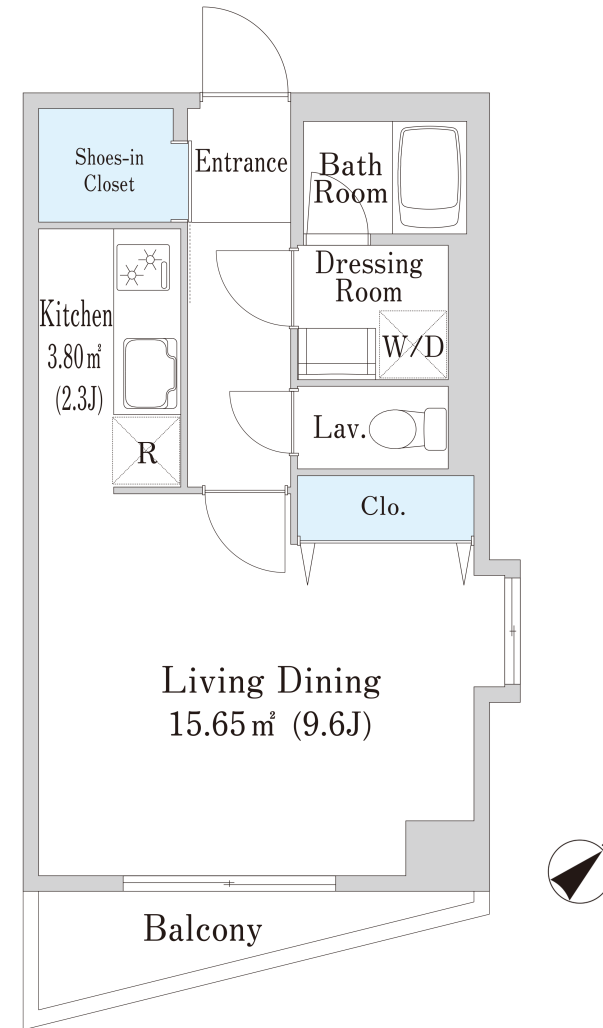 Shoes-in
Closet
Entrance
Bath
Room
Dressing
Room
Kitchen
3.80㎡
(2.3J)
W/D
Lav.
R
Clo.
Living Dining
15.65㎡ (9.6J)
Balcony